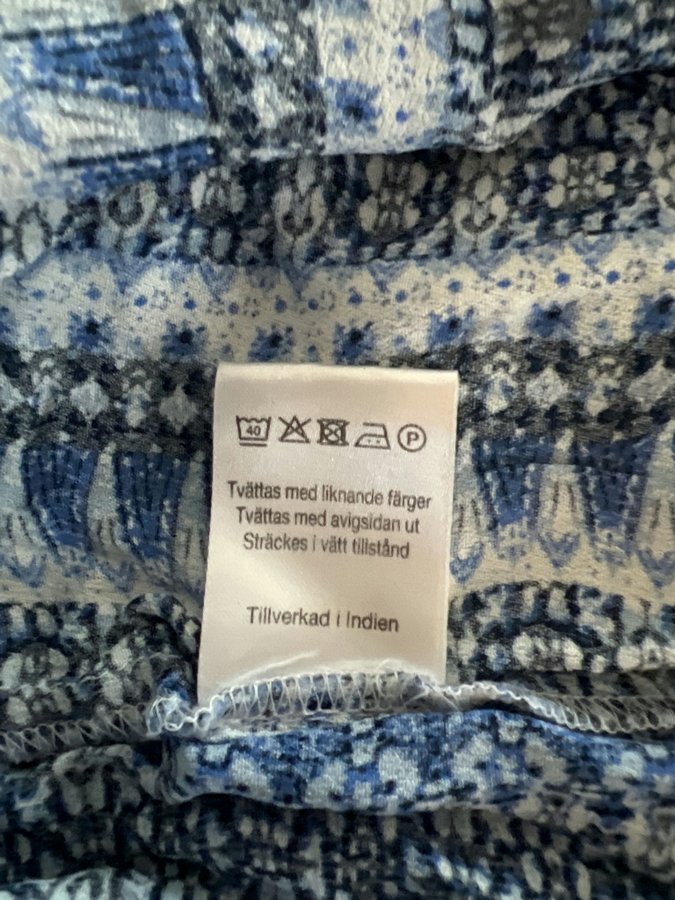 40 P
Tvättas med liknande färger
Tvättas med avigsidan ut
Sträckes i vått tillstånd
Tillverkad i Indien